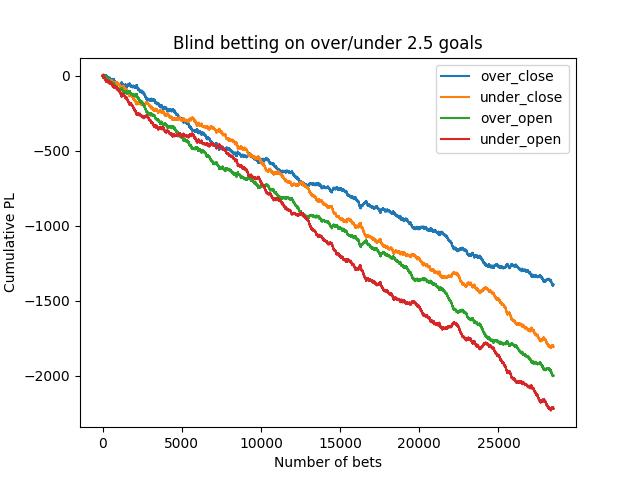 Blind betting on over/under 2.5 goals
over_close
under_close
over_open
under_open
Cumulative PL
0
−500
−1000
−1500
−2000
0 5000 10000 15000 20000 25000
Number of bets